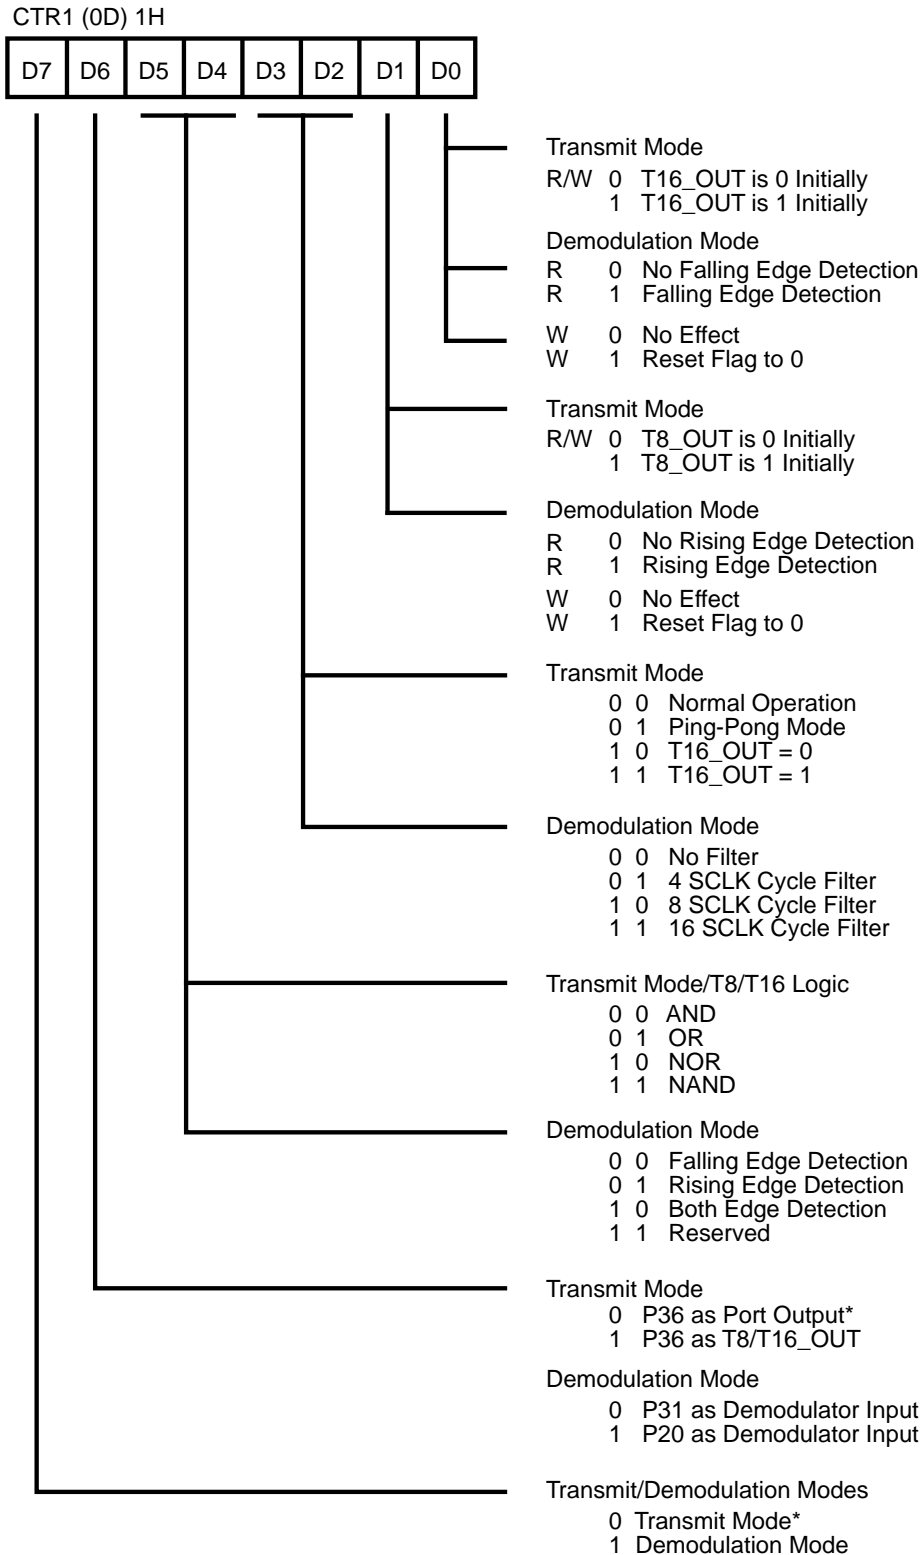 CTR1 (0D) 1H
D7 D6 D5 D4 D3 D2 D1 D0
Transmit Mode
R/W 0 T16_OUT is 0 Initially
1 T16_OUT is 1 Initially
Demodulation Mode
R 0 No Falling Edge Detection
R 1 Falling Edge Detection
W 0 No Effect
W 1 Reset Flag to 0
Transmit Mode
R/W 0 T8_OUT is 0 Initially
1 T8_OUT is 1 Initially
Demodulation Mode
R 0 No Rising Edge Detection
R 1 Rising Edge Detection
W 0 No Effect
W 1 Reset Flag to 0
Transmit Mode
0 0 Normal Operation
0 1 Ping-Pong Mode
1 0 T16_OUT = 0
1 1 T16_OUT = 1
Demodulation Mode
0 0 No Filter
0 1 4 SCLK Cycle Filter
1 0 8 SCLK Cycle Filter
1 1 16 SCLK Cycle Filter
Transmit Mode/T8/T16 Logic
0 0 AND
0 1 OR
1 0 NOR
1 1 NAND
Demodulation Mode
0 0 Falling Edge Detection
0 1 Rising Edge Detection
1 0 Both Edge Detection
1 1 Reserved
Transmit Mode
0 P36 as Port Output*
1 P36 as T8/T16_OUT
Demodulation Mode
0 P31 as Demodulator Input
1 P20 as Demodulator Input
Transmit/Demodulation Modes
0 Transmit Mode*
1 Demodulation Mode